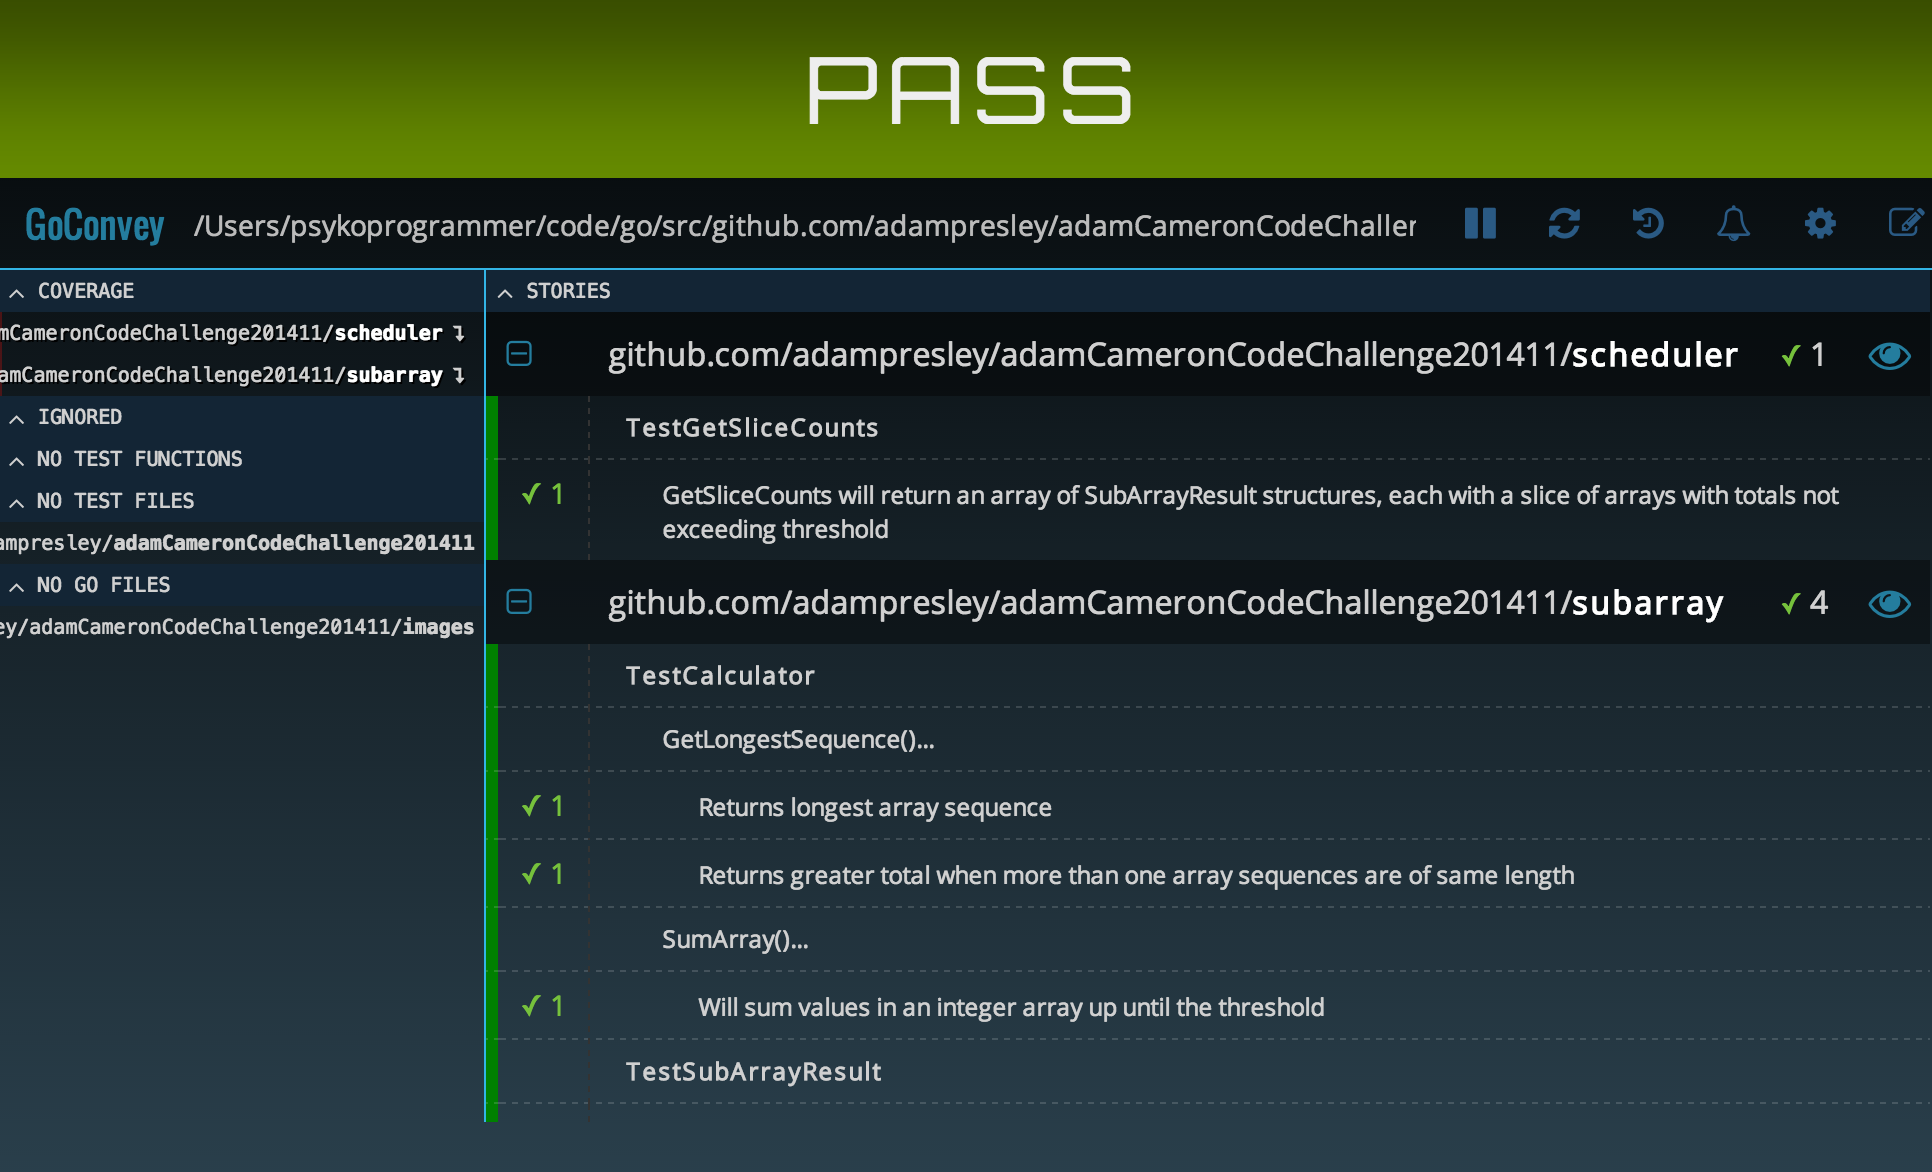 PASS
GoConvey
/Users/psykoprogrammer/code/go/src/github.com/adampresley/adamCameronCodeChaller
COVERAGE
mCameronCodeChallenge201411/scheduler
amCameronCodeChallenge201411/subarray
IGNORED
NO TEST FUNCTIONS
NO TEST FILES
ampresley/adamCameronCodeChallenge201411
NO GO FILES
ey/adamCameronCodeChallenge201411/images
STORIES
github.com/adampresley/adamCameronCodeChallenge201411/scheduler ✓ 1
TestGetSliceCounts
✓ 1 GetSliceCounts will return an array of SubArrayResult structures, each with a slice of arrays with totals not
exceeding threshold
github.com/adampresley/adamCameronCodeChallenge201411/subarray ✓ 4
TestCalculator
GetLongestSequence()...
✓ 1 Returns longest array sequence
✓ 1 Returns greater total when more than one array sequences are of same length
SumArray()...
✓ 1 Will sum values in an integer array up until the threshold
TestSubArrayResult